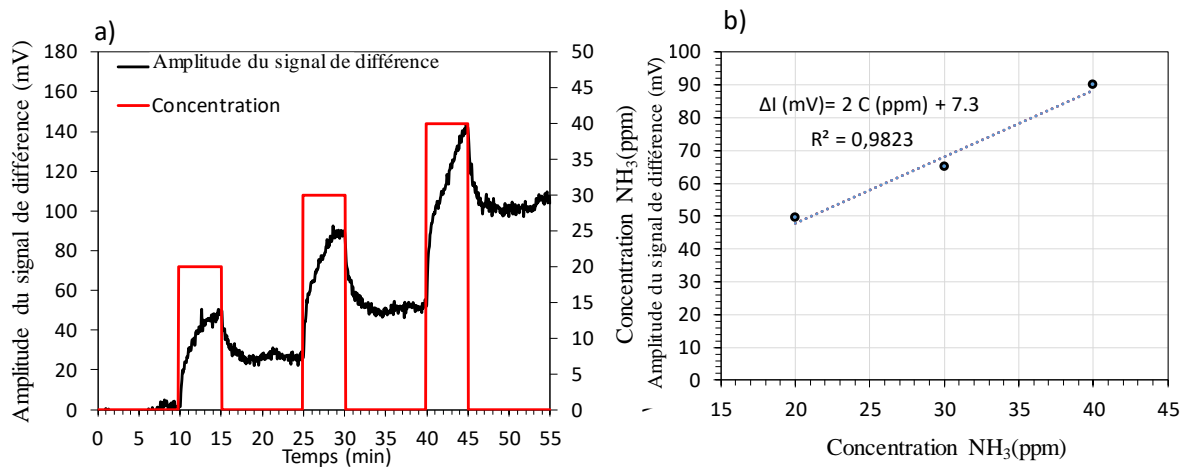 a)
Amplitude du signal de différence (mV)
180
160
140
120
100
80
60
40
20
0
Amplitude du signal de différence
Concentration
0 5 10 15 20 25 30 35 40 45 50 55
Temps (min)
50
45
40
35
30
25
20
15
10
5
0
Concentration NH3(ppm)
b)
Amplitude du signal de différence (mV)
100
90
80
70
60
50
40
30
20
10
0
ΔI (mV)= 2 C (ppm) + 7.3
R² = 0,9823
15 20 25 30 35 40 45
Concentration NH3(ppm)